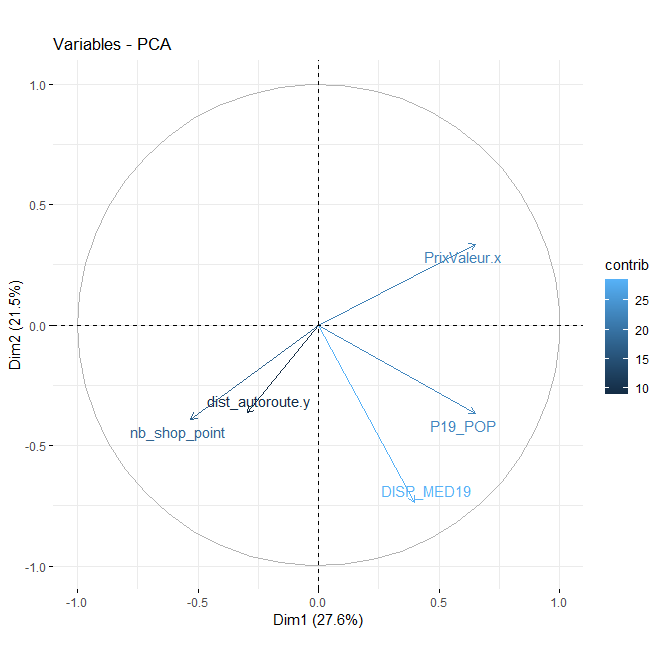 Variables - PCA
1.0
0.5
0.0
-0.5
-1.0
Dim2 (21.5%)
PrixValeur.x
dist_autoroute.y
nb_shop_point
P19_POP
DISP_MED19
-1.0
-0.5
0.0
0.5
1.0
Dim1 (27.6%)
contrib
25
20
15
10